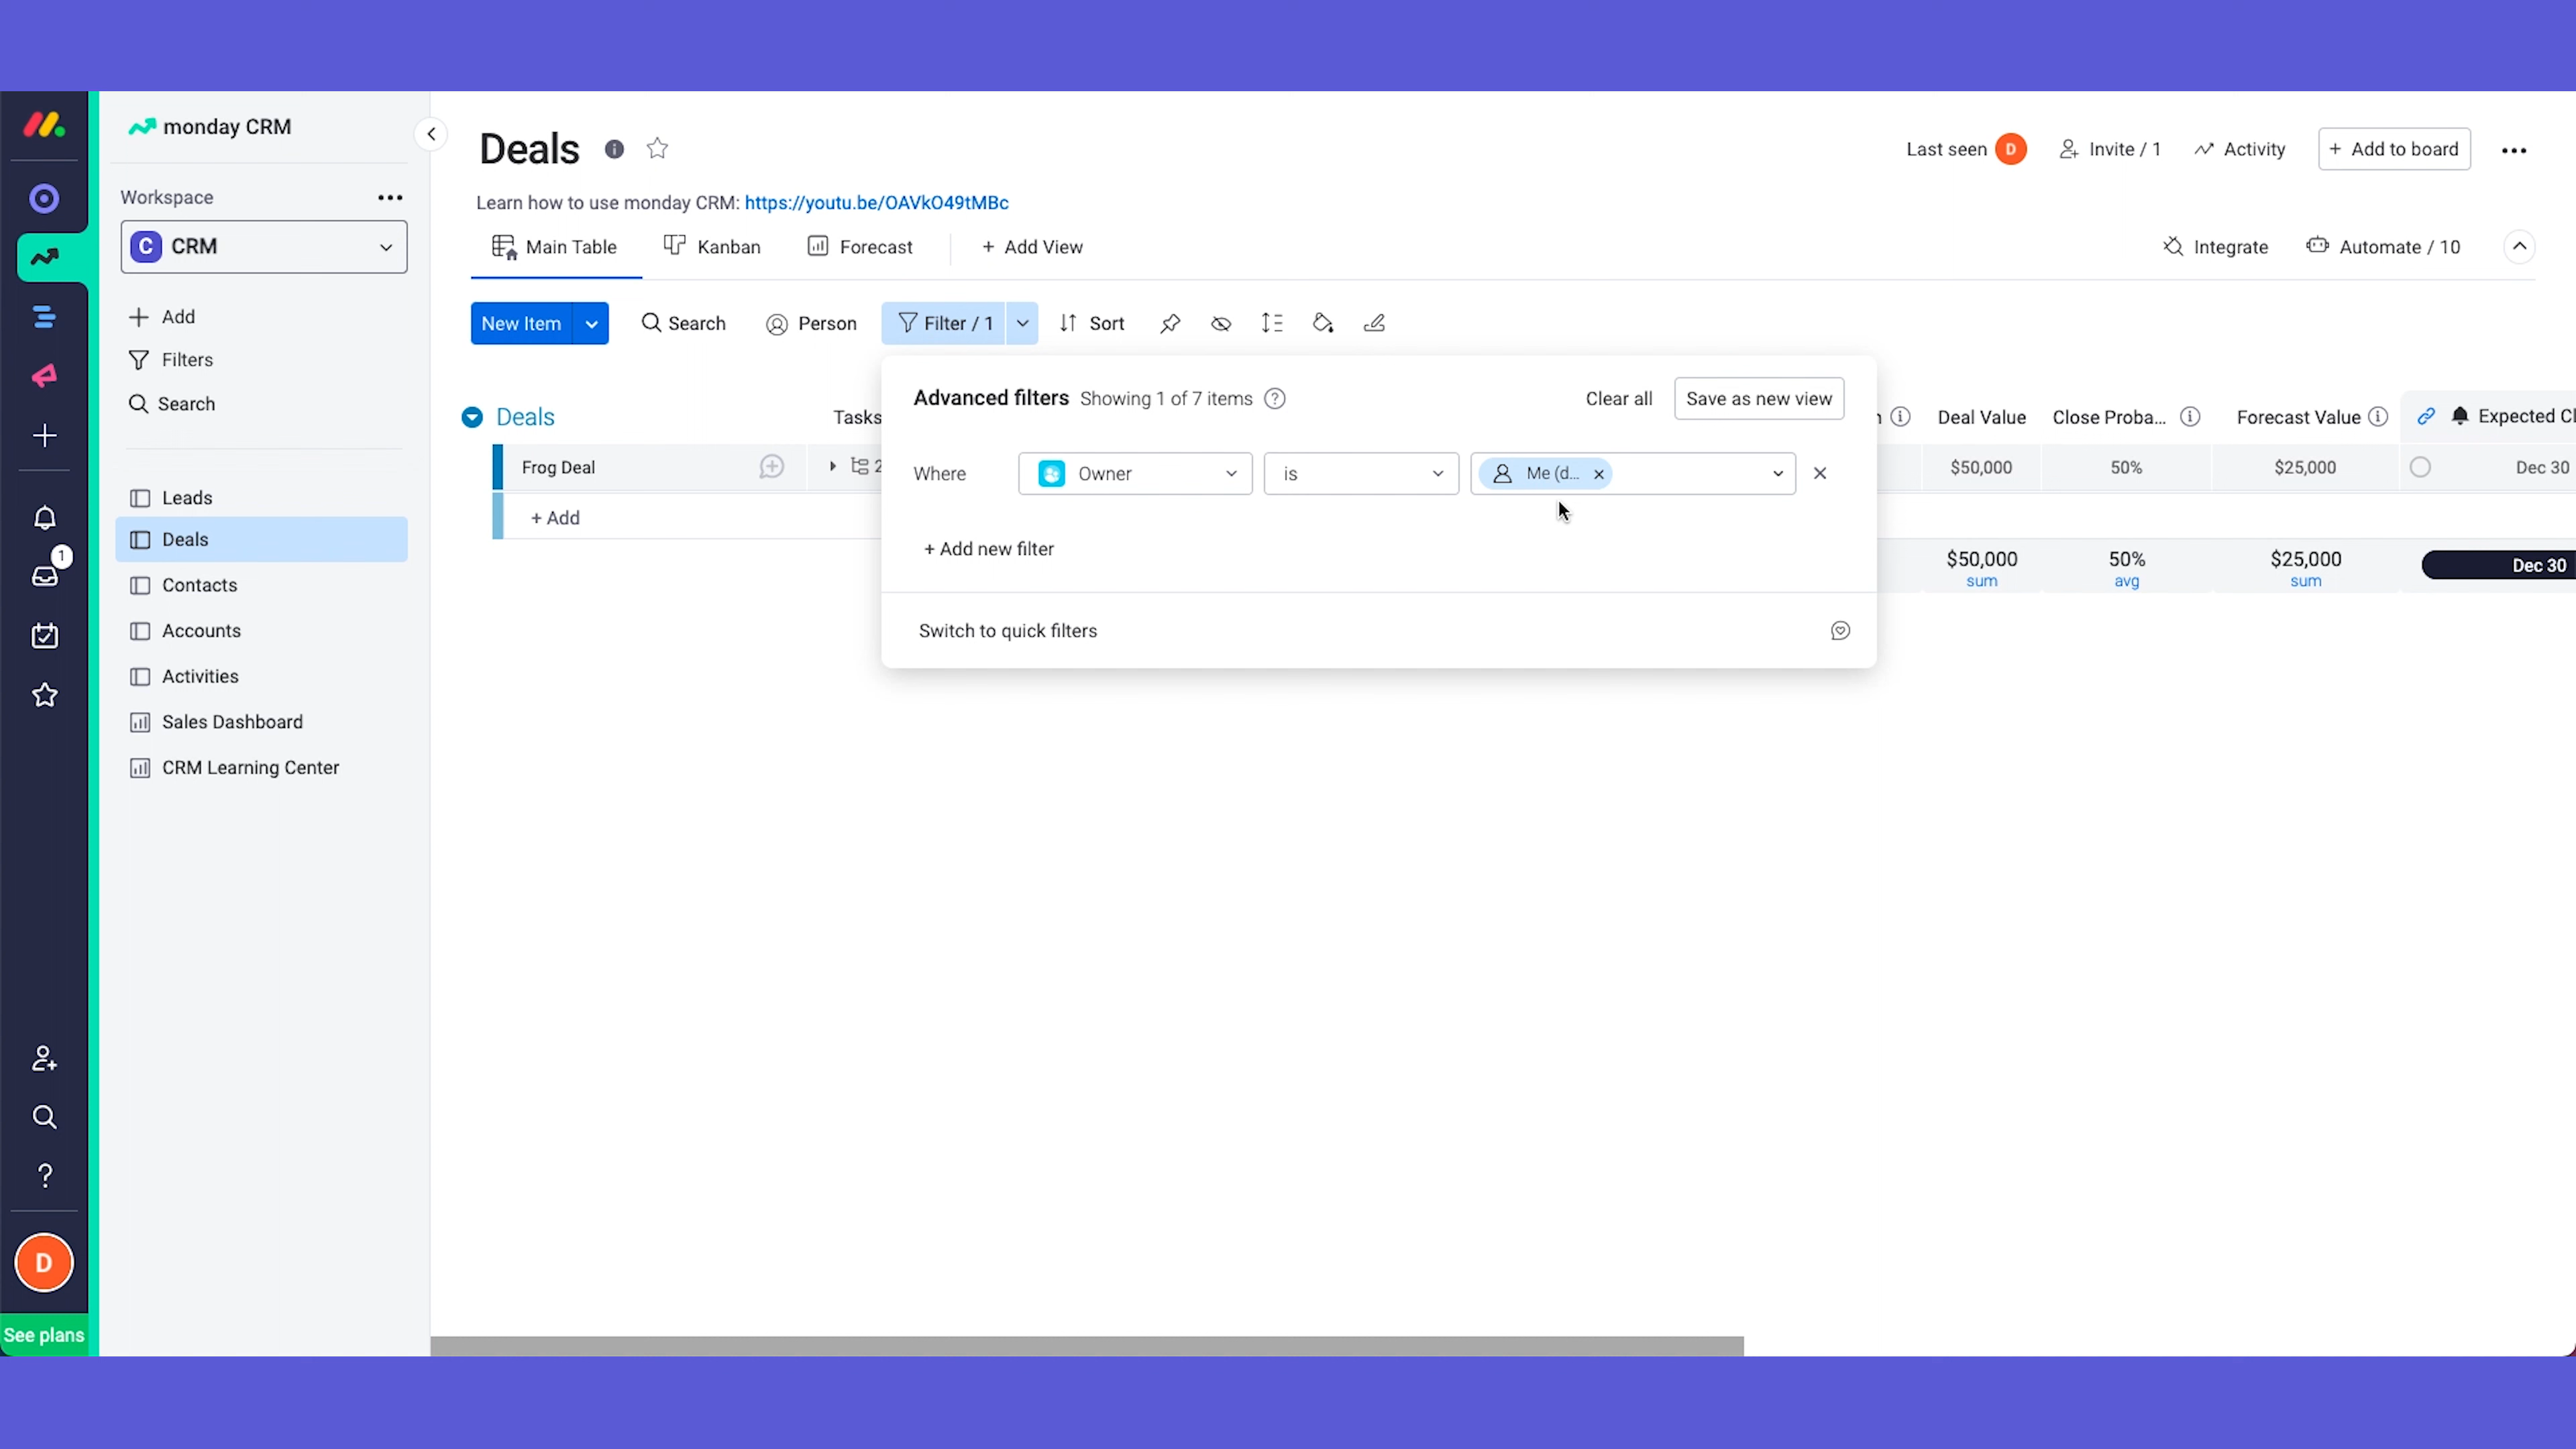 monday CRM
Workspace
C CRM
Add
Filters
Search
Leads
Deals
Contacts
Accounts
Activities
Sales Dashboard
CRM Learning Center
1
D
See plans
Deals
Last seen D Invite / 1 Activity + Add to board
Learn how to use monday CRM: https://youtu.be/OAVkO49tMBc
Main Table Kanban Forecast + Add View Integrate Automate / 10
New Item Search Person Filter / 1 Sort
Advanced filters Showing 1 of 7 items ? Clear all Save as new view
Where Owner is Me (d...
+ Add new filter
Switch to quick filters
Deals Tasks Deal Value Close Proba... Forecast Value Expected Cl
Frog Deal 2 $50,000 50% $25,000 Dec 30
+ Add
$50,000 50% $25,000 Dec 30
sum avg sum